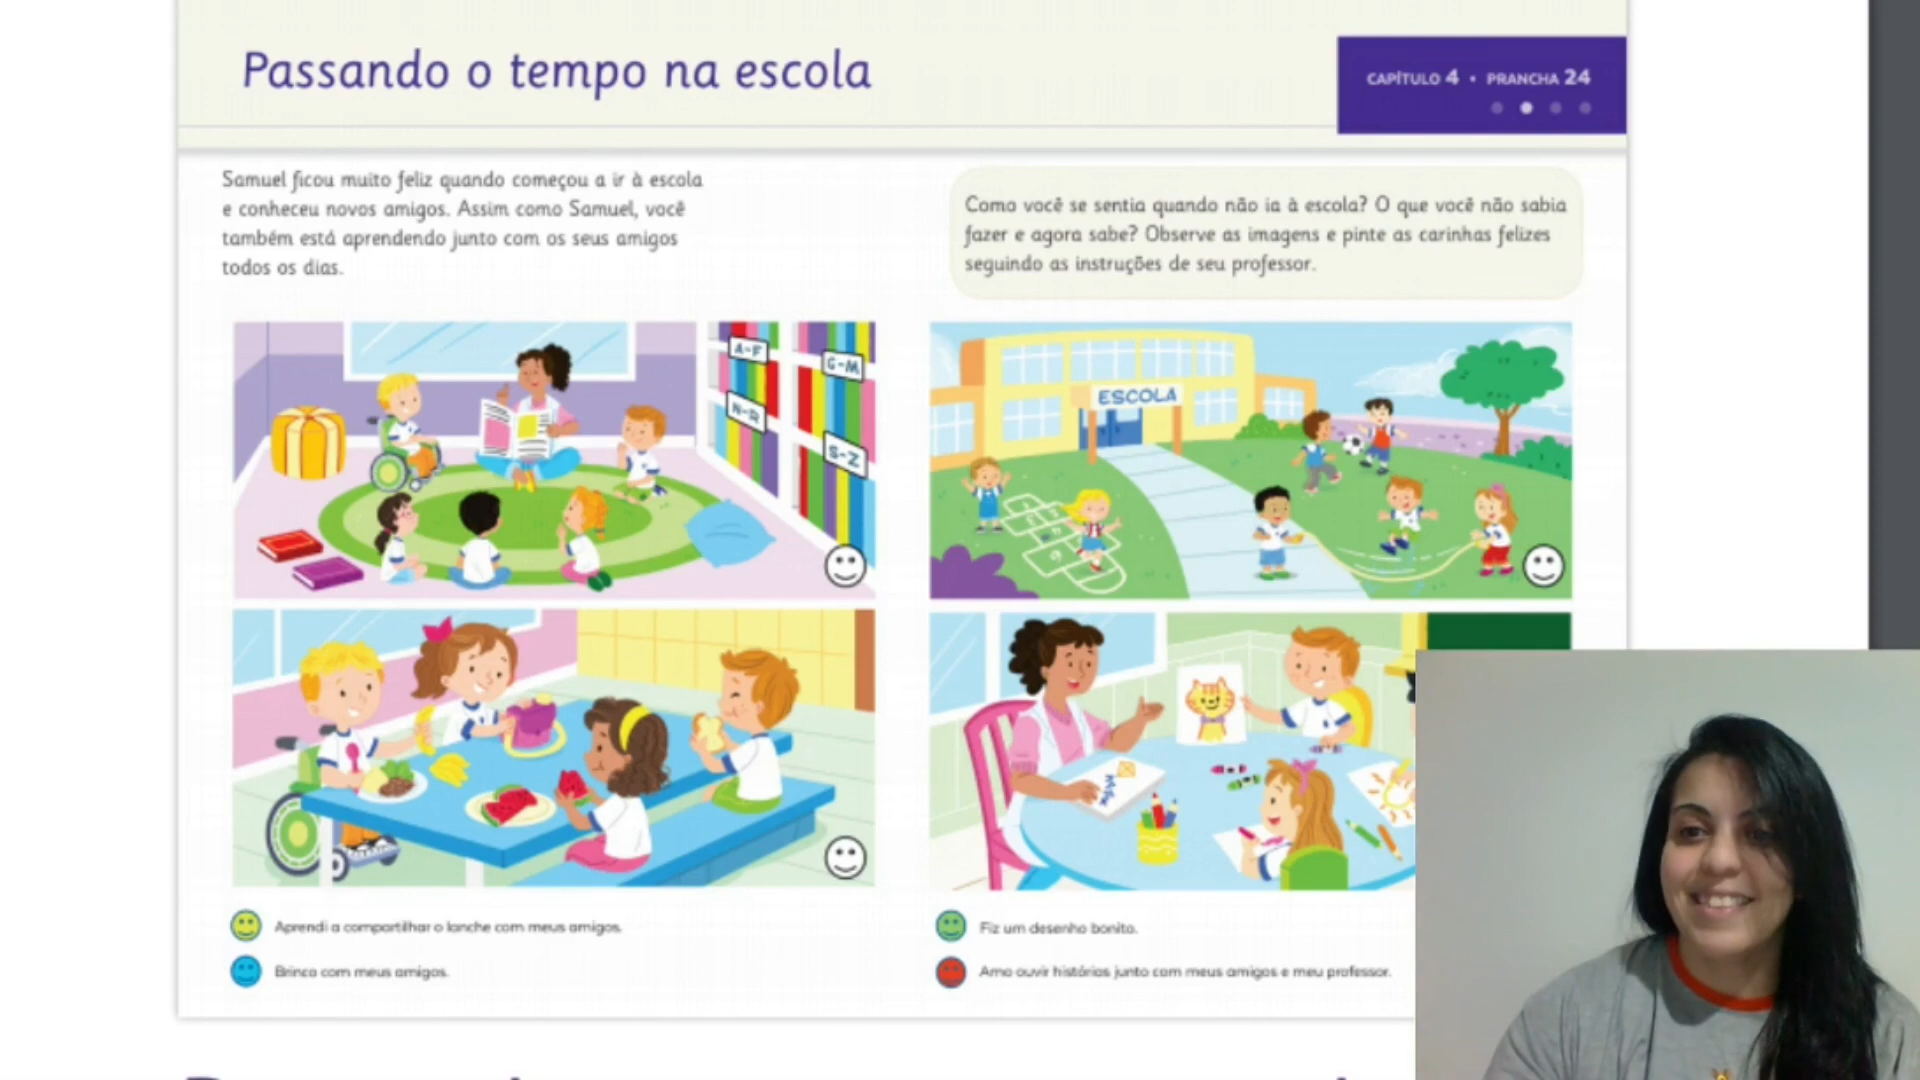 Passando o tempo na escola
CAPÍTULO 4 • PRANCHA 24
Samuel ficou muito feliz quando começou a ir à escola
e conheceu novos amigos. Assim como Samuel, você
também está aprendendo junto com os seus amigos
todos os dias.
Como você se sentia quando não ia à escola? O que você não sabia
fazer e agora sabe? Observe as imagens e pinte as carinhas felizes
seguindo as instruções de seu professor.
A-F
G-M
N-R
S-Z
ESCOLA
Aprendi a compartilhar o lanche com meus amigos.
Brinco com meus amigos.
Fiz um desenho bonito.
Amo ouvir histórias junto com meus amigos e meu professor.